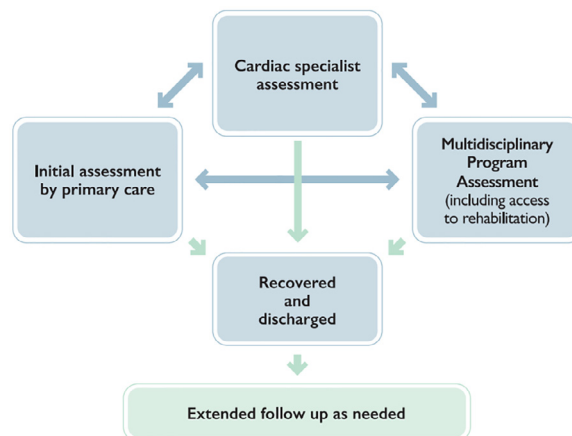 Cardiac specialist
assessment
Initial assessment
by primary care
Multidisciplinary
Program
Assessment
(including access
to rehabilitation)
Recovered
and
discharged
Extended follow up as needed